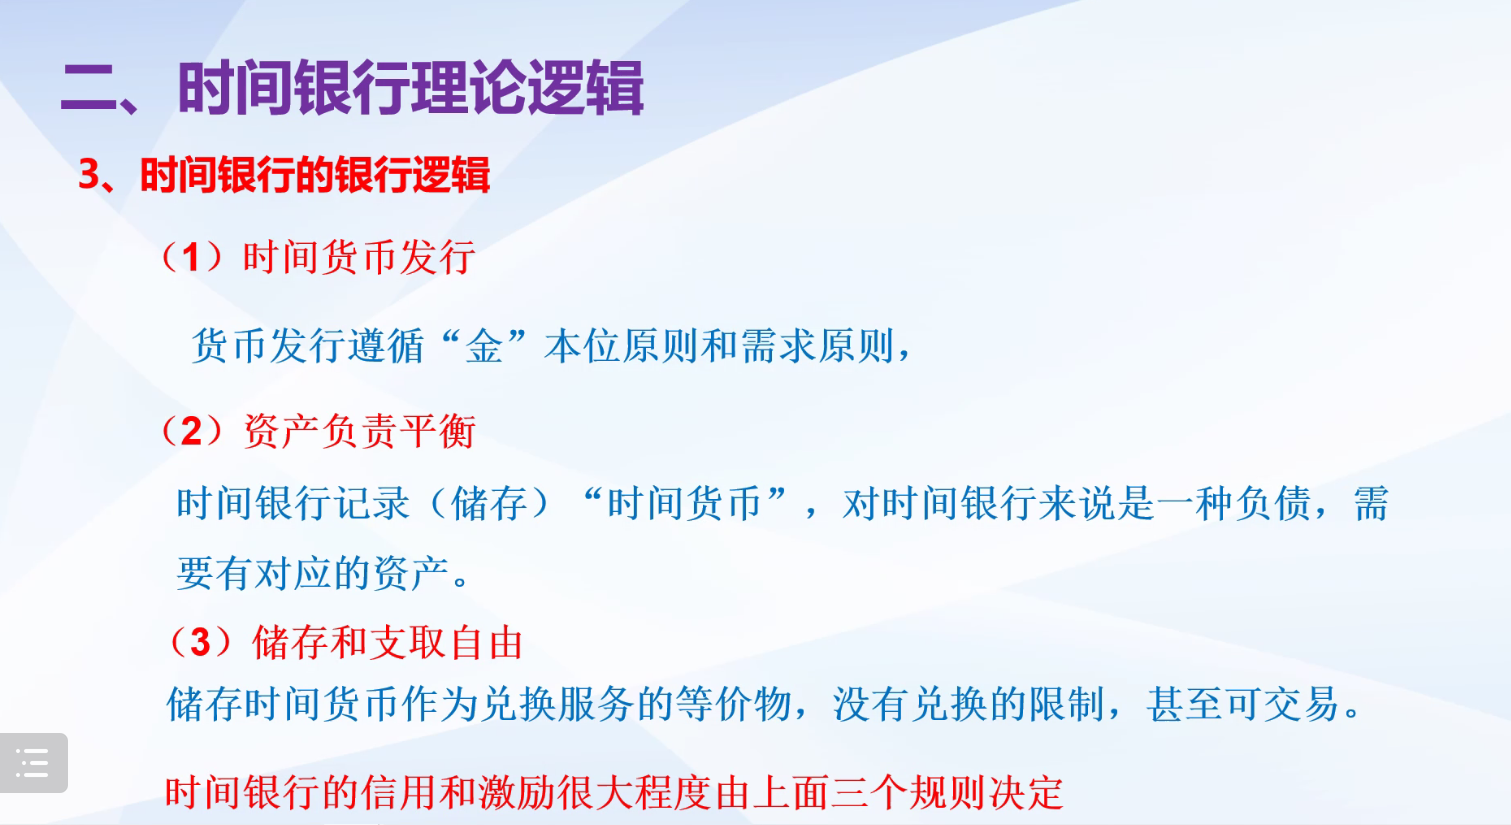 二、时间银行理论逻辑
3、时间银行的银行逻辑
（1）时间货币发行
货币发行遵循“金”本位原则和需求原则，
（2）资产负责平衡
时间银行记录（储存）“时间货币”，对时间银行来说是一种负债，需
要有对应的资产。
（3）储存和支取自由
储存时间货币作为兑换服务的等价物，没有兑换的限制，甚至可交易。
时间银行的信用和激励很大程度由上面三个规则决定